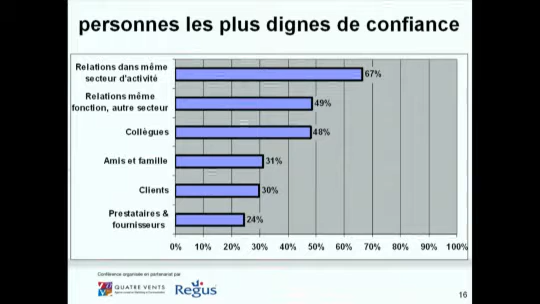 personnes les plus dignes de confiance
Relations dans même
secteur d'activité
67%
Relations même
fonction, autre secteur
49%
Collègues
48%
Amis et famille
31%
Clients
30%
Prestataires &
fournisseurs
24%
0% 10% 20% 30% 40% 50% 60% 70% 80% 90% 100%
Conférence organisée en partenariat par
QUATRE VENTS
Regus
16